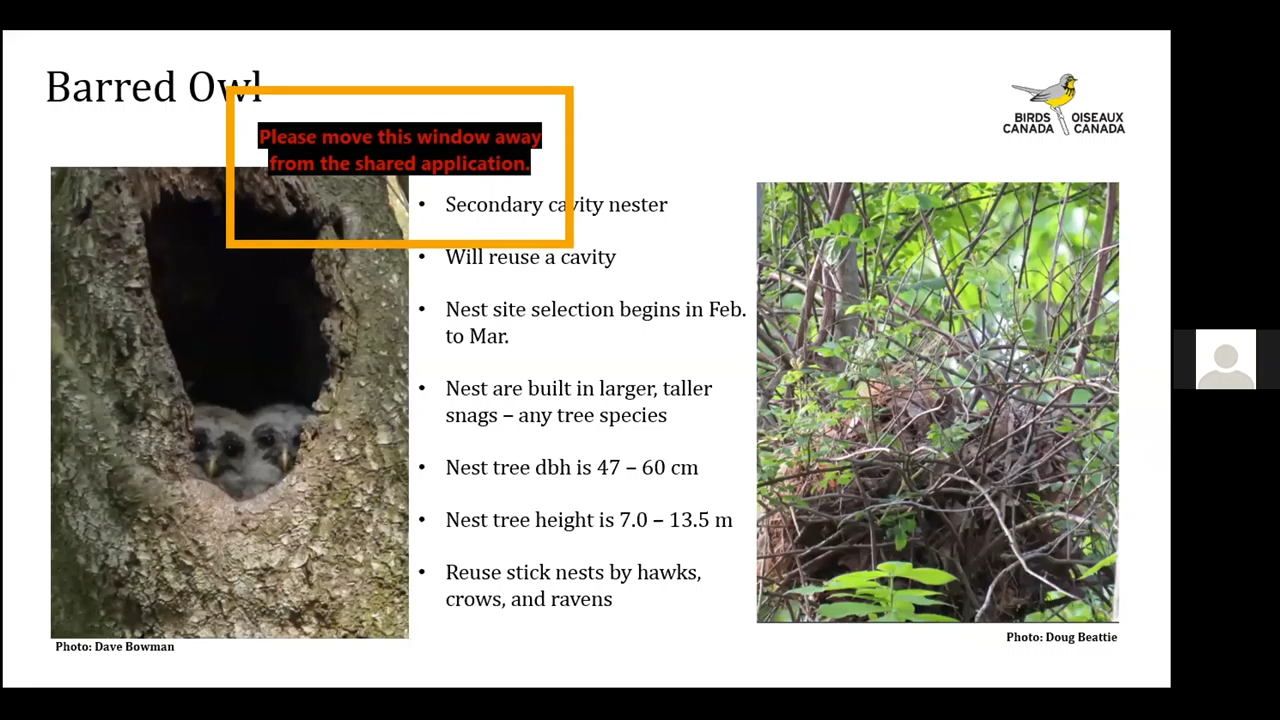 Barred Owl
Please move this window away
from the shared application.
BIRDS OISEAUX
CANADA CANADA
• Secondary cavity nester
• Will reuse a cavity
• Nest site selection begins in Feb.
to Mar.
• Nest are built in larger, taller
snags – any tree species
• Nest tree dbh is 47 – 60 cm
• Nest tree height is 7.0 – 13.5 m
• Reuse stick nests by hawks,
crows, and ravens
Photo: Dave Bowman
Photo: Doug Beattie